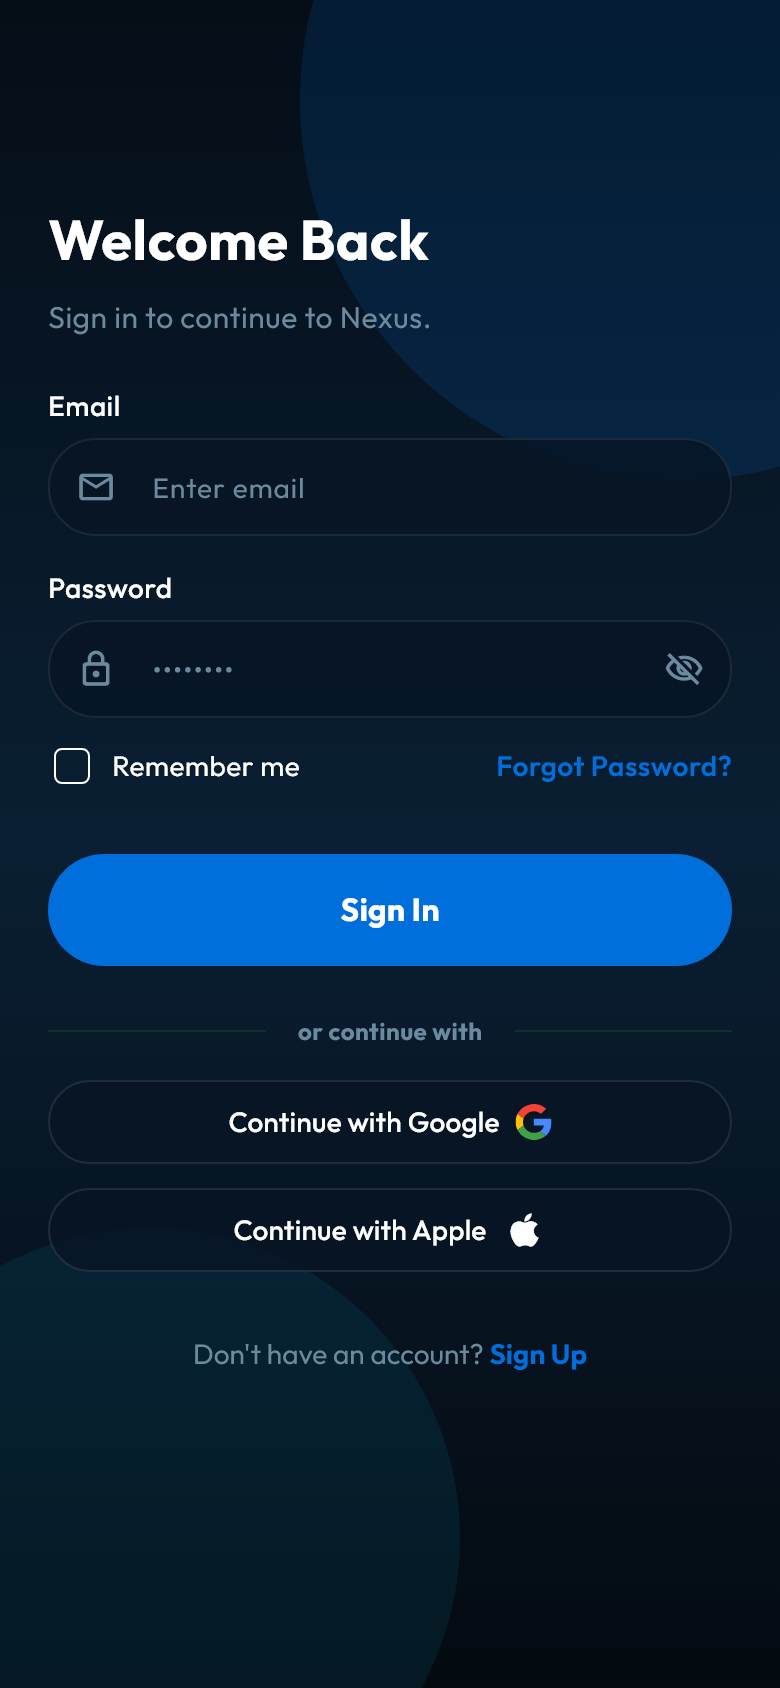 Welcome Back
Sign in to continue to Nexus.
Email
Enter email
Password
••••••••
Remember me
Forgot Password?
Sign In
or continue with
Continue with Google
Continue with Apple
Don't have an account? Sign Up